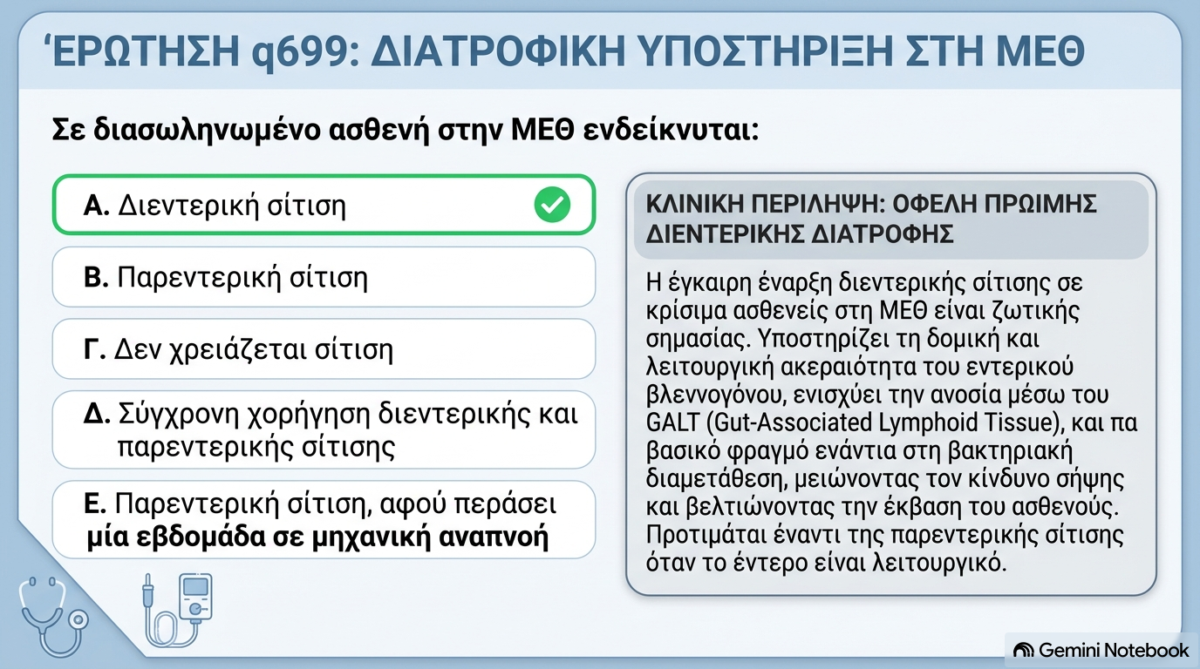 ‘ΕΡΩΤΗΣΗ q699: ΔΙΑΤΡΟΦΙΚΗ ΥΠΟΣΤΗΡΙΞΗ ΣΤΗ ΜΕΘ
Σε διασωληνωμένο ασθενή στην ΜΕΘ ενδείκνυται:
Α. Διεντερική σίτιση
Β. Παρεντερική σίτιση
Γ. Δεν χρειάζεται σίτιση
Δ. Σύγχρονη χορήγηση διεντερικής και
παρεντερικής σίτισης
Ε. Παρεντερική σίτιση, αφού περάσει
μία εβδομάδα σε μηχανική αναπνοή
ΚΛΙΝΙΚΗ ΠΕΡΙΛΗΨΗ: ΟΦΕΛΗ ΠΡΩΙΜΗΣ
ΔΙΕΝΤΕΡΙΚΗΣ ΔΙΑΤΡΟΦΗΣ
Η έγκαιρη έναρξη διεντερικής σίτισης σε
κρίσιμα ασθενείς στη ΜΕΘ είναι ζωτικής
σημασίας. Υποστηρίζει τη δομική και
λειτουργική ακεραιότητα του εντερικού
βλεννογόνου, ενισχύει την ανοσία μέσω του
GALT (Gut-Associated Lymphoid Tissue), και πα
βασικό φραγμό ενάντια στη βακτηριακή
διαμετάθεση, μειώνοντας τον κίνδυνο σήψης
και βελτιώνοντας την έκβαση του ασθενούς.
Προτιμάται έναντι της παρεντερικής σίτισης
όταν το έντερο είναι λειτουργικό.
Gemini Notebook